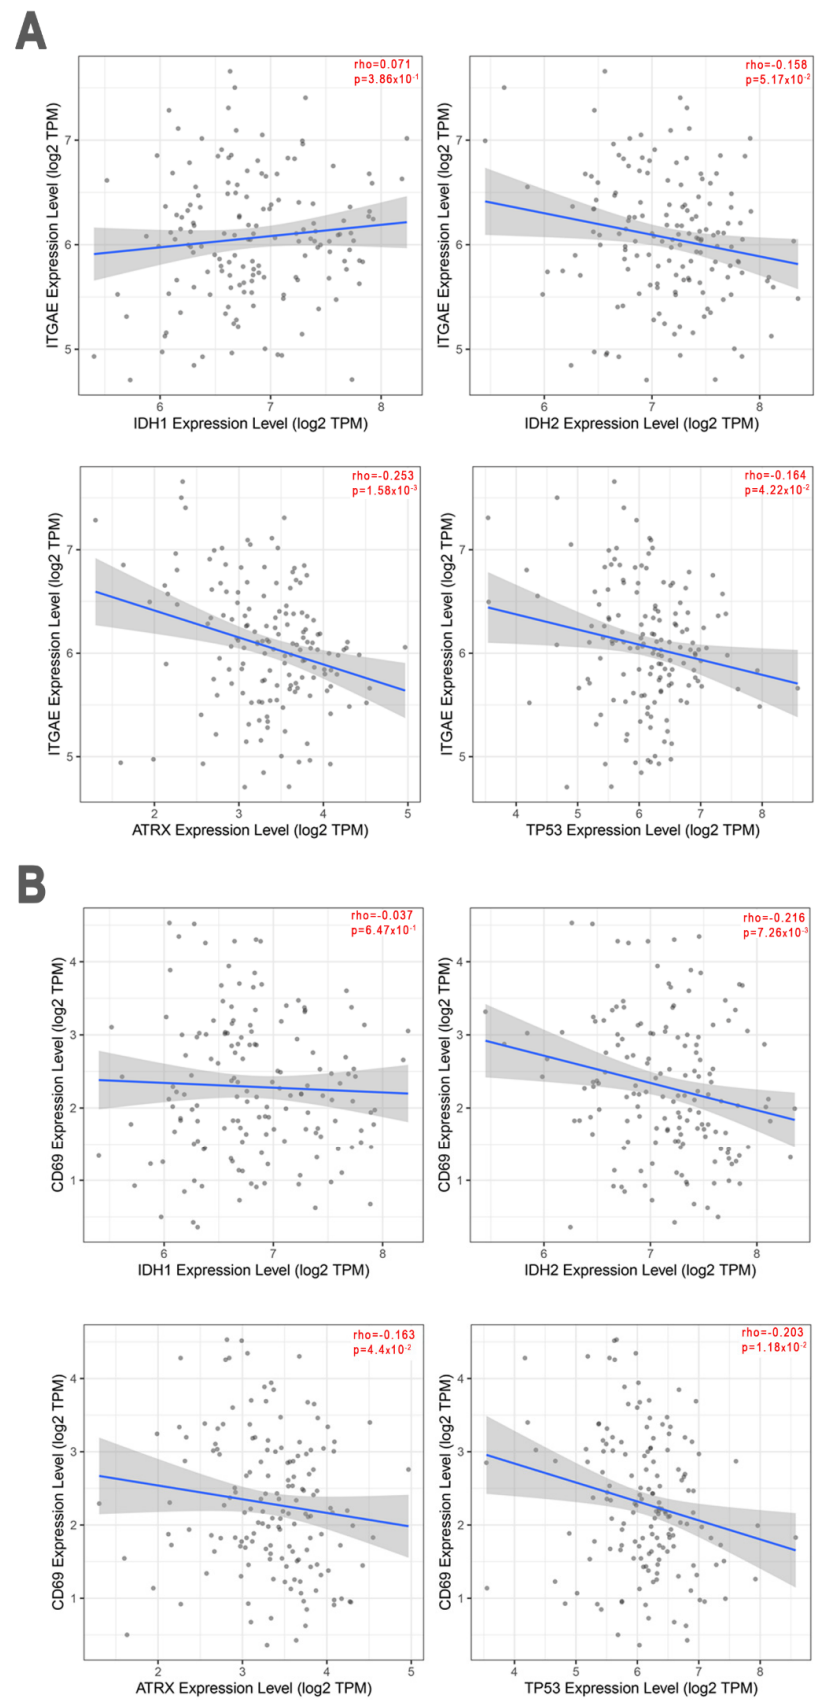 A
rho=0.071
p=3.86x10⁻¹
ITGAE Expression Level (log2 TPM)
7
6
5
6 7 8
IDH1 Expression Level (log2 TPM)
rho=-0.158
p=5.17x10⁻²
ITGAE Expression Level (log2 TPM)
7
6
5
6 7 8
IDH2 Expression Level (log2 TPM)
rho=-0.253
p=1.58x10⁻³
ITGAE Expression Level (log2 TPM)
7
6
5
2 3 4 5
ATRX Expression Level (log2 TPM)
rho=-0.164
p=4.22x10⁻²
ITGAE Expression Level (log2 TPM)
7
6
5
4 5 6 7 8
TP53 Expression Level (log2 TPM)
B
rho=-0.037
p=6.47x10⁻¹
CD69 Expression Level (log2 TPM)
4
3
2
1
6 7 8
IDH1 Expression Level (log2 TPM)
rho=-0.216
p=7.26x10⁻³
CD69 Expression Level (log2 TPM)
4
3
2
1
6 7 8
IDH2 Expression Level (log2 TPM)
rho=-0.163
p=4.4x10⁻²
CD69 Expression Level (log2 TPM)
4
3
2
1
2 3 4 5
ATRX Expression Level (log2 TPM)
rho=-0.203
p=1.18x10⁻²
CD69 Expression Level (log2 TPM)
4
3
2
1
4 5 6 7 8
TP53 Expression Level (log2 TPM)